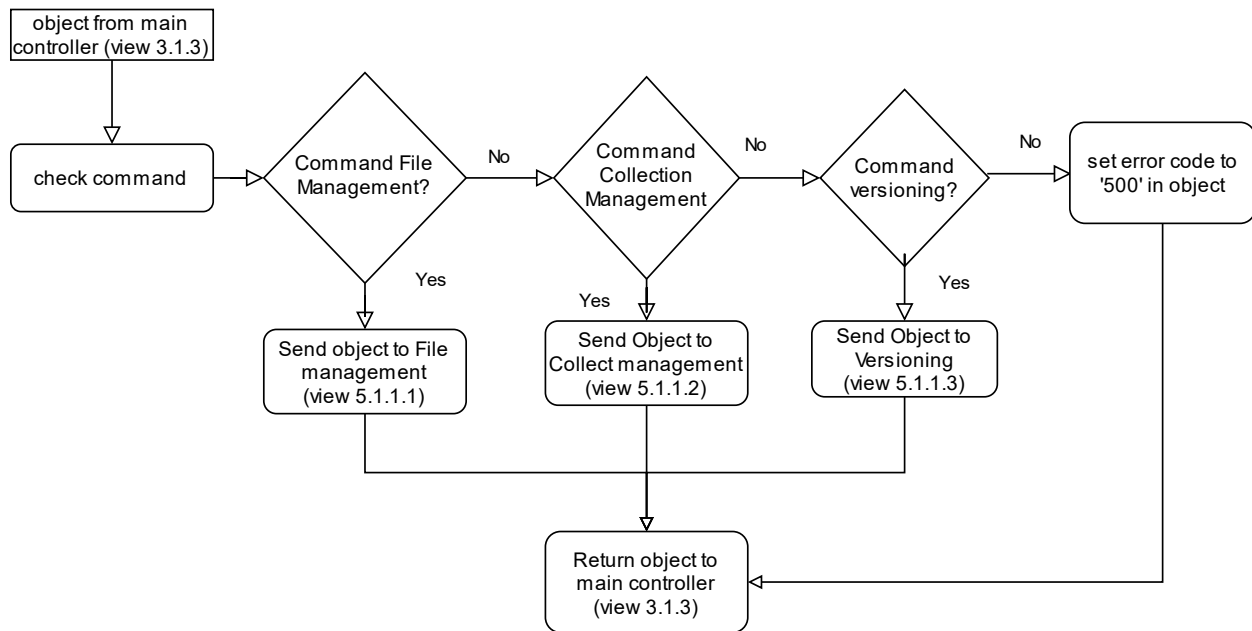 object from main
controller (view 3.1.3)
check command
Command File
Management?
No
Command
Collection
Management
No
Command
versioning?
No
set error code to
'500' in object
Yes
Yes
Yes
Send object to File
management
(view 5.1.1.1)
Send Object to
Collect management
(view 5.1.1.2)
Send Object to
Versioning
(view 5.1.1.3)
Return object to
main controller
(view 3.1.3)